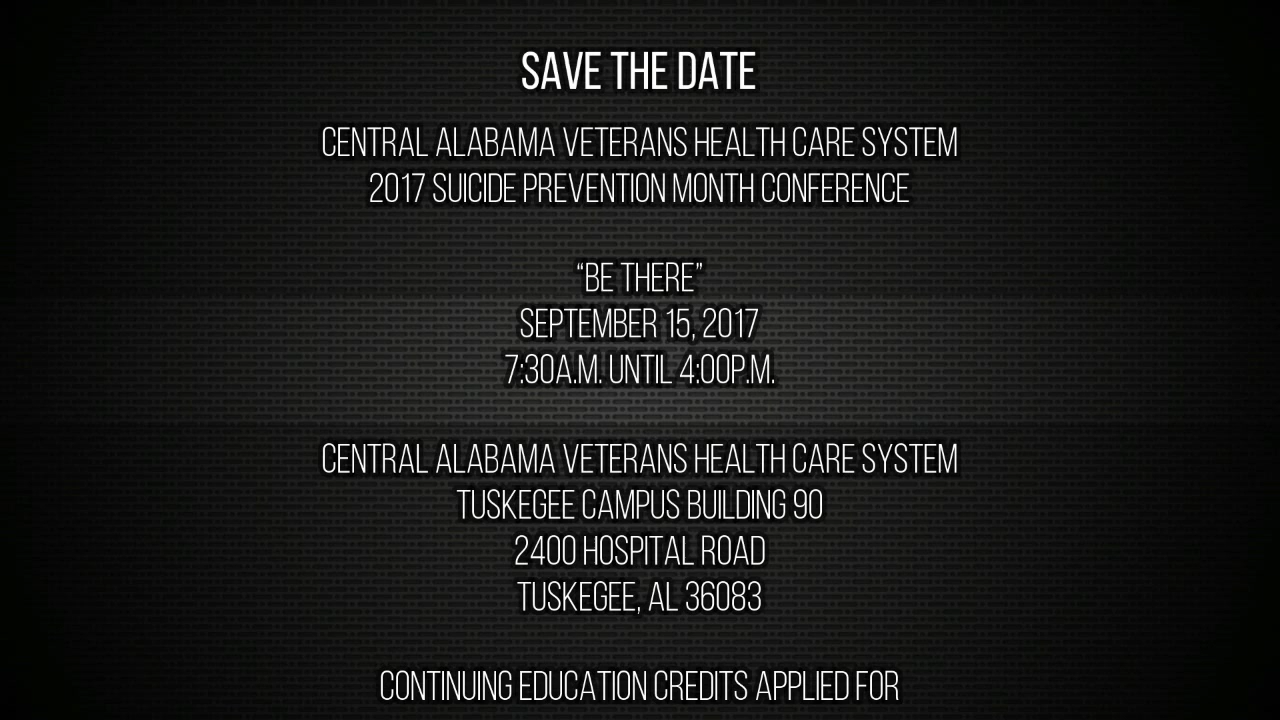 SAVE THE DATE
CENTRAL ALABAMA VETERANS HEALTH CARE SYSTEM
2017 SUICIDE PREVENTION MONTH CONFERENCE
“BE THERE”
SEPTEMBER 15, 2017
7:30A.M. UNTIL 4:00P.M.
CENTRAL ALABAMA VETERANS HEALTH CARE SYSTEM
TUSKEGEE CAMPUS BUILDING 90
2400 HOSPITAL ROAD
TUSKEGEE, AL 36083
CONTINUING EDUCATION CREDITS APPLIED FOR